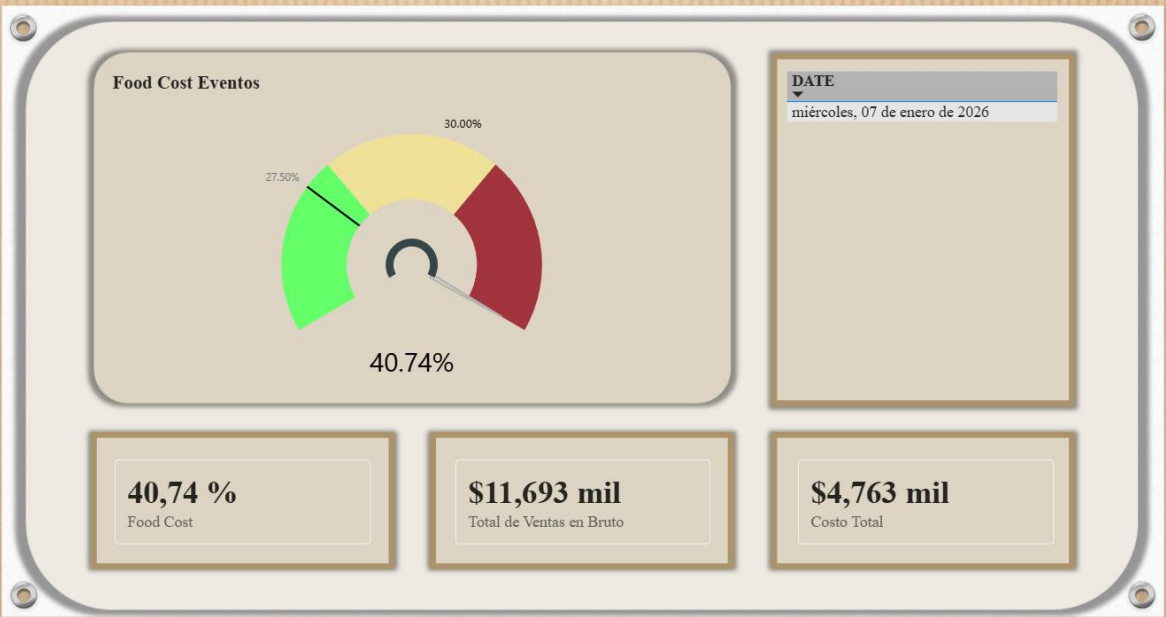 Food Cost Eventos
30.00%
27.50%
40.74%
DATE
miércoles, 07 de enero de 2026
40,74 %
Food Cost
$11,693 mil
Total de Ventas en Bruto
$4,763 mil
Costo Total